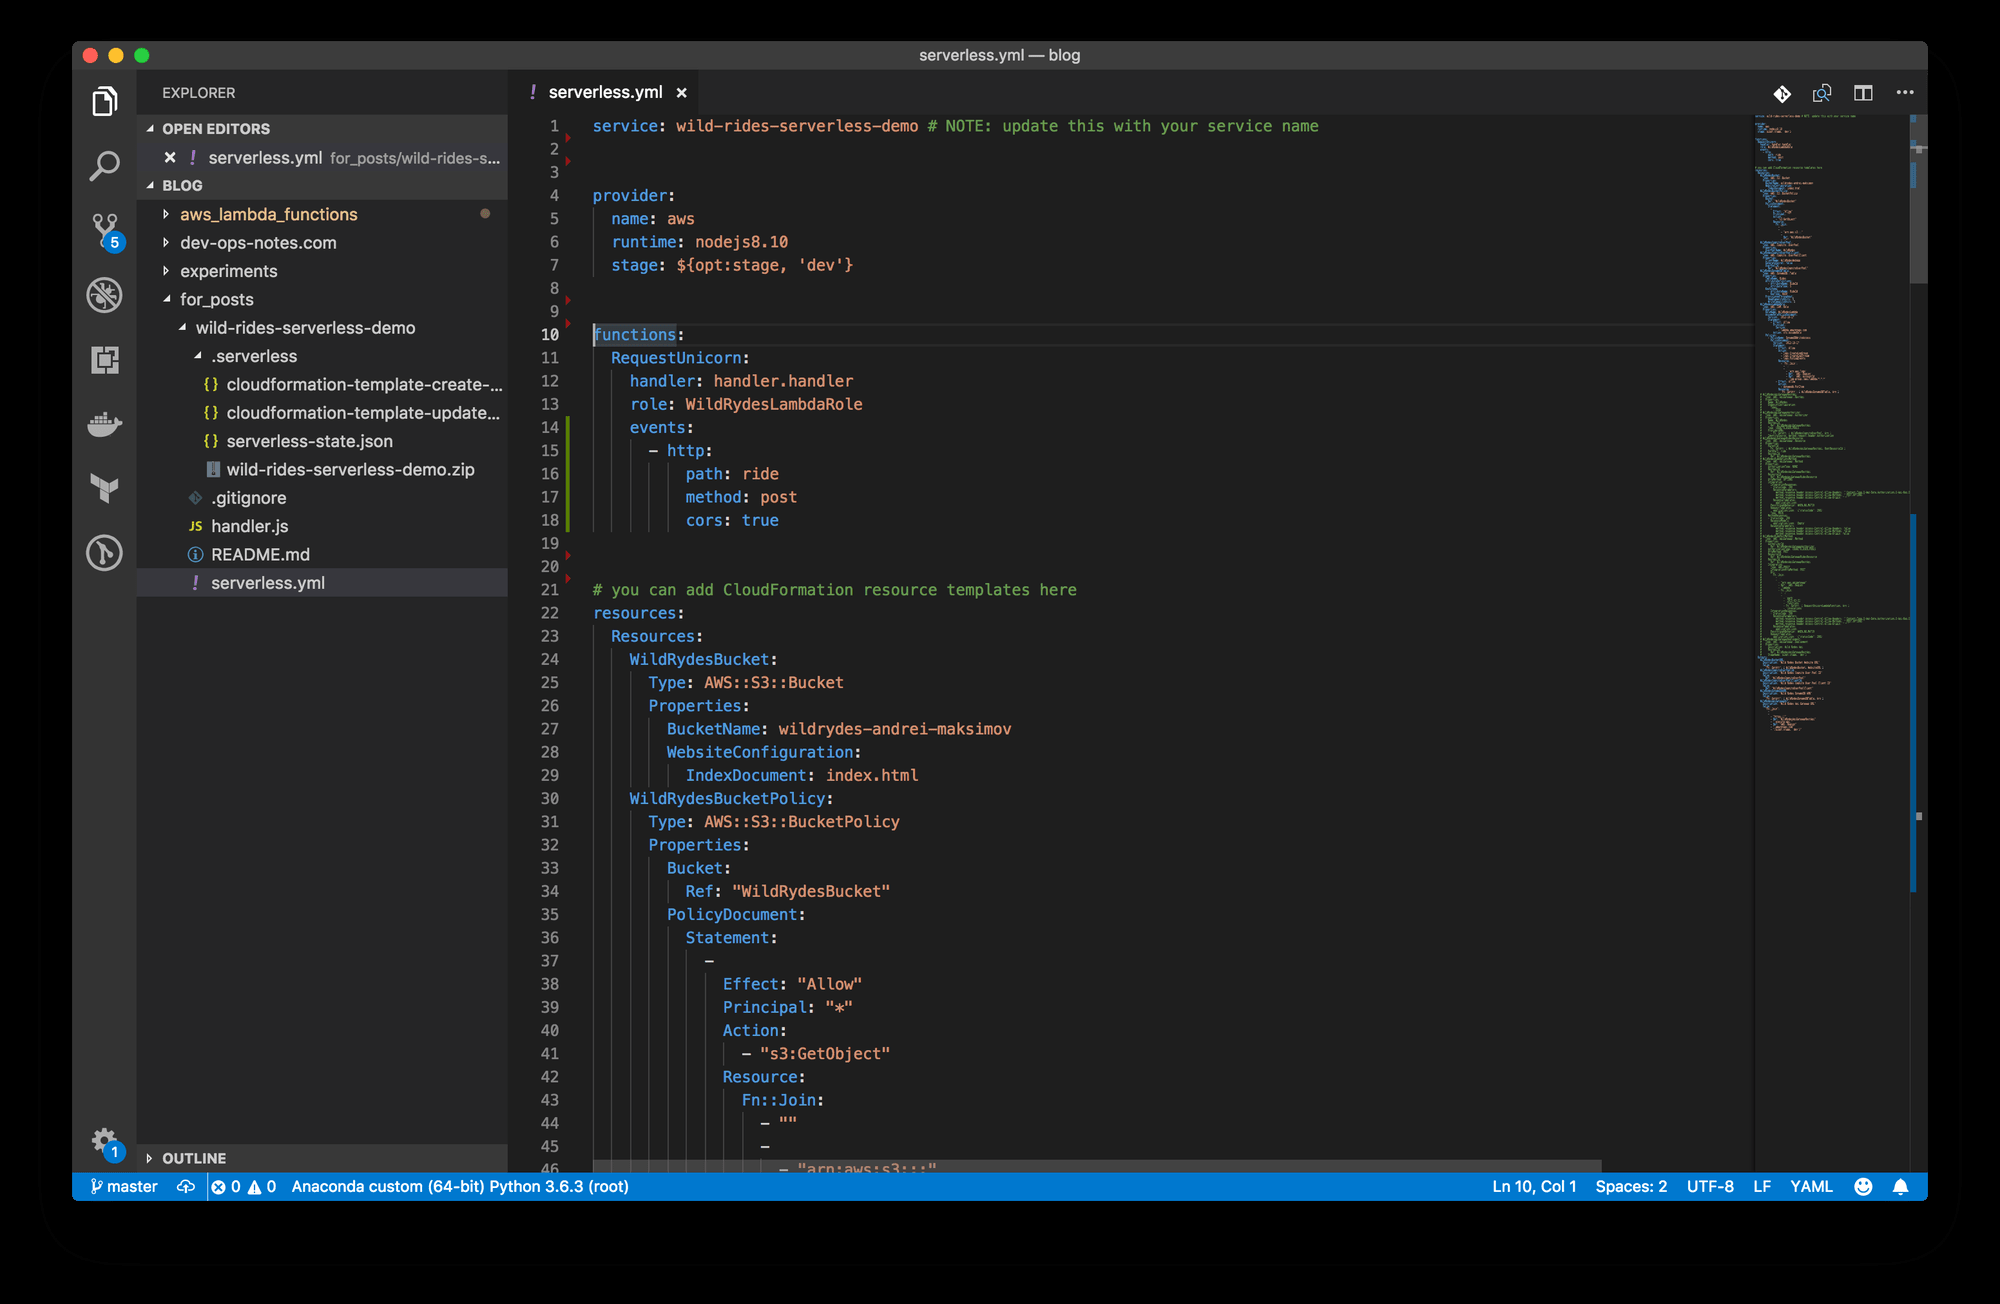 serverless.yml — blog
EXPLORER
OPEN EDITORS
serverless.yml for_posts/wild-rides-s...
BLOG
aws_lambda_functions
dev-ops-notes.com
experiments
for_posts
wild-rides-serverless-demo
.serverless
{} cloudformation-template-create-...
{} cloudformation-template-update...
{} serverless-state.json
wild-rides-serverless-demo.zip
.gitignore
JS handler.js
README.md
! serverless.yml
OUTLINE
5
1
! serverless.yml ×
1 service: wild-rides-serverless-demo # NOTE: update this with your service name
2
3
4 provider:
5 name: aws
6 runtime: nodejs8.10
7 stage: ${opt:stage, 'dev'}
8
9
10 functions:
11 RequestUnicorn:
12 handler: handler.handler
13 role: WildRydesLambdaRole
14 events:
15 - http:
16 path: ride
17 method: post
18 cors: true
19
20
21 # you can add CloudFormation resource templates here
22 resources:
23 Resources:
24 WildRydesBucket:
25 Type: AWS::S3::Bucket
26 Properties:
27 BucketName: wildrydes-andrei-maksimov
28 WebsiteConfiguration:
29 IndexDocument: index.html
30 WildRydesBucketPolicy:
31 Type: AWS::S3::BucketPolicy
32 Properties:
33 Bucket:
34 Ref: "WildRydesBucket"
35 PolicyDocument:
36 Statement:
37 -
38 Effect: "Allow"
39 Principal: "*"
40 Action:
41 - "s3:GetObject"
42 Resource:
43 Fn::Join:
44 - ""
45 -
46 - "arn:aws:s3:::"
master 0 0 Anaconda custom (64-bit) Python 3.6.3 (root) Ln 10, Col 1 Spaces: 2 UTF-8 LF YAML